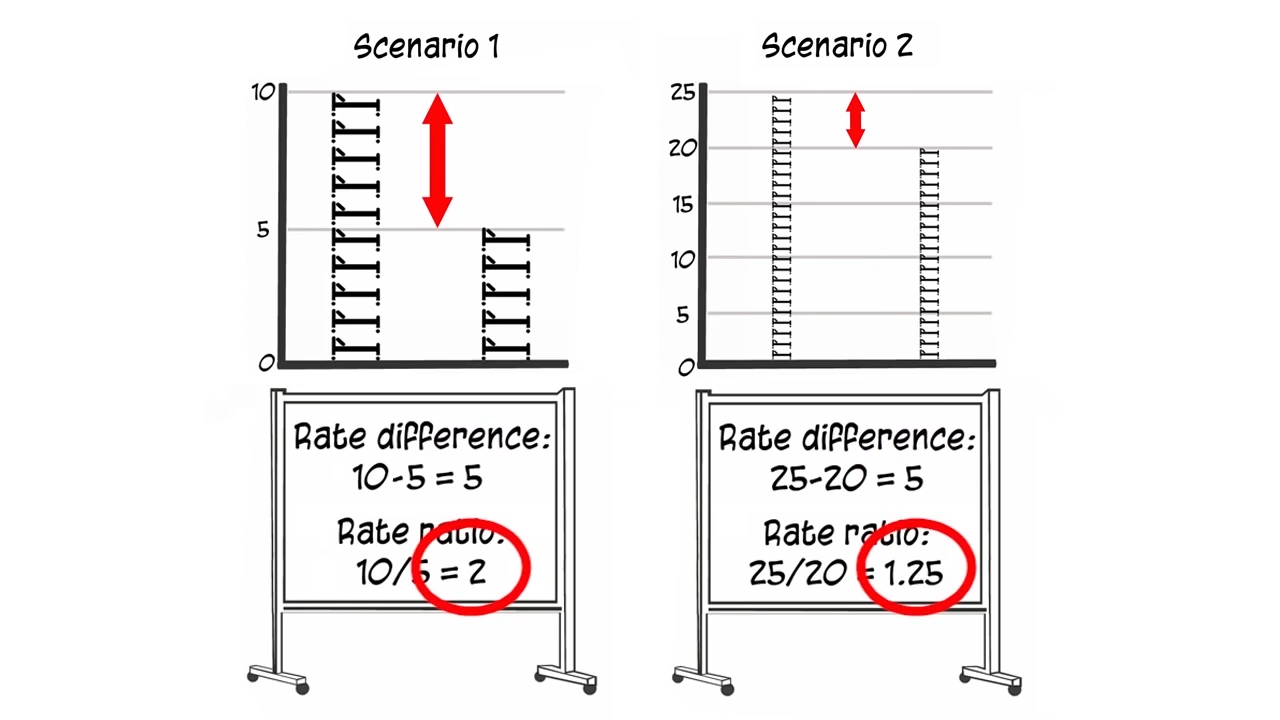 Scenario 1
10
5
0
Rate difference:
10-5 = 5
Rate ratio:
10/5 = 2
Scenario 2
25
20
15
10
5
0
Rate difference:
25-20 = 5
Rate ratio:
25/20 = 1.25